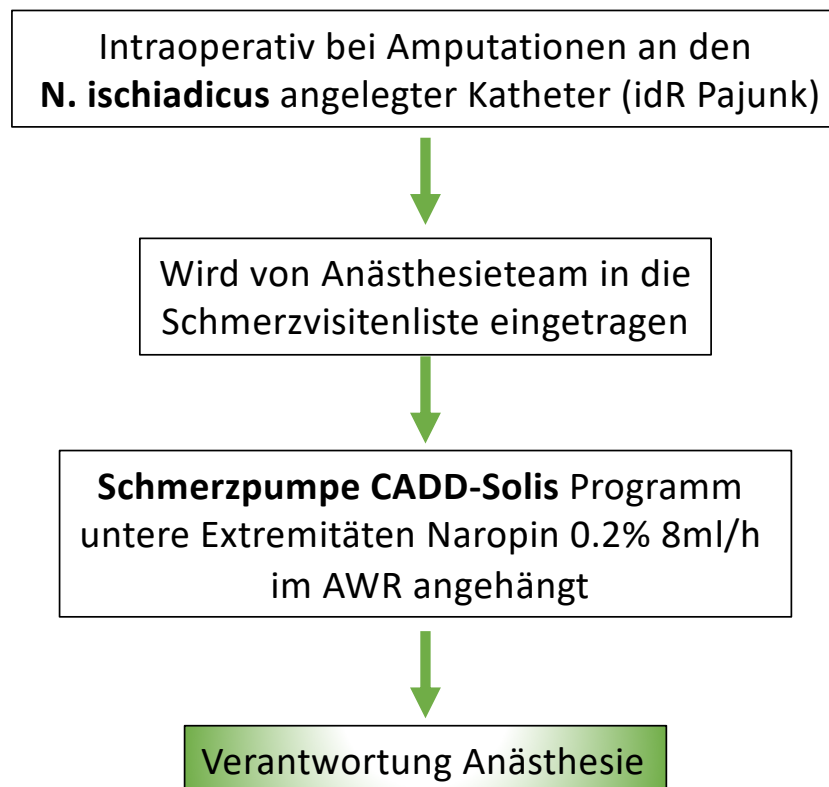 Intraoperativ bei Amputationen an den
N. ischiadicus angelegter Katheter (idR Pajunk)
Wird von Anästhesieteam in die
Schmerzvisitenliste eingetragen
Schmerzpumpe CADD-Solis Programm
untere Extremitäten Naropin 0.2% 8ml/h
im AWR angehängt
Verantwortung Anästhesie